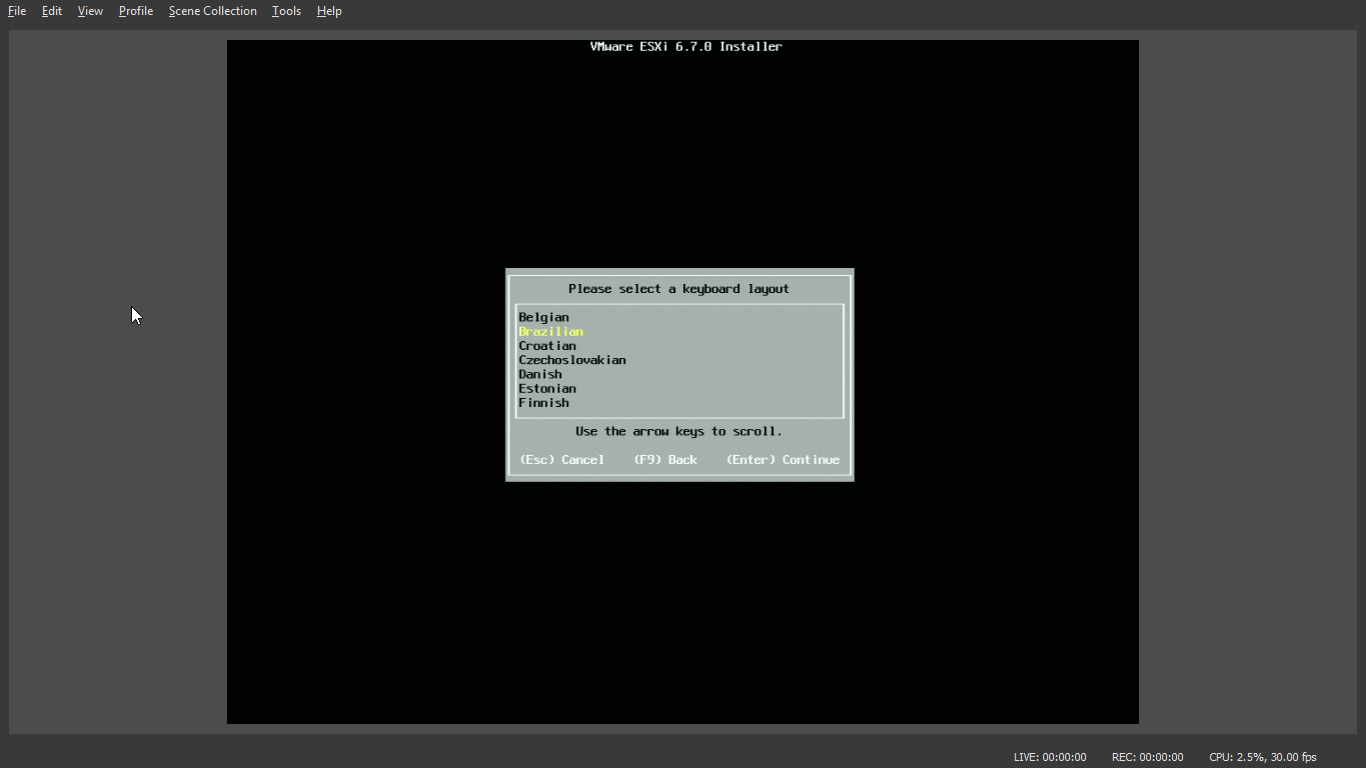 File Edit View Profile Scene Collection Tools Help
VMware ESXi 6.7.0 Installer
Please select a keyboard layout
Belgian
Brazilian
Croatian
Czechoslovakian
Danish
Estonian
Finnish
Use the arrow keys to scroll.
(Esc) Cancel (F9) Back (Enter) Continue
LIVE: 00:00:00 REC: 00:00:00 CPU: 2.5%, 30.00 fps